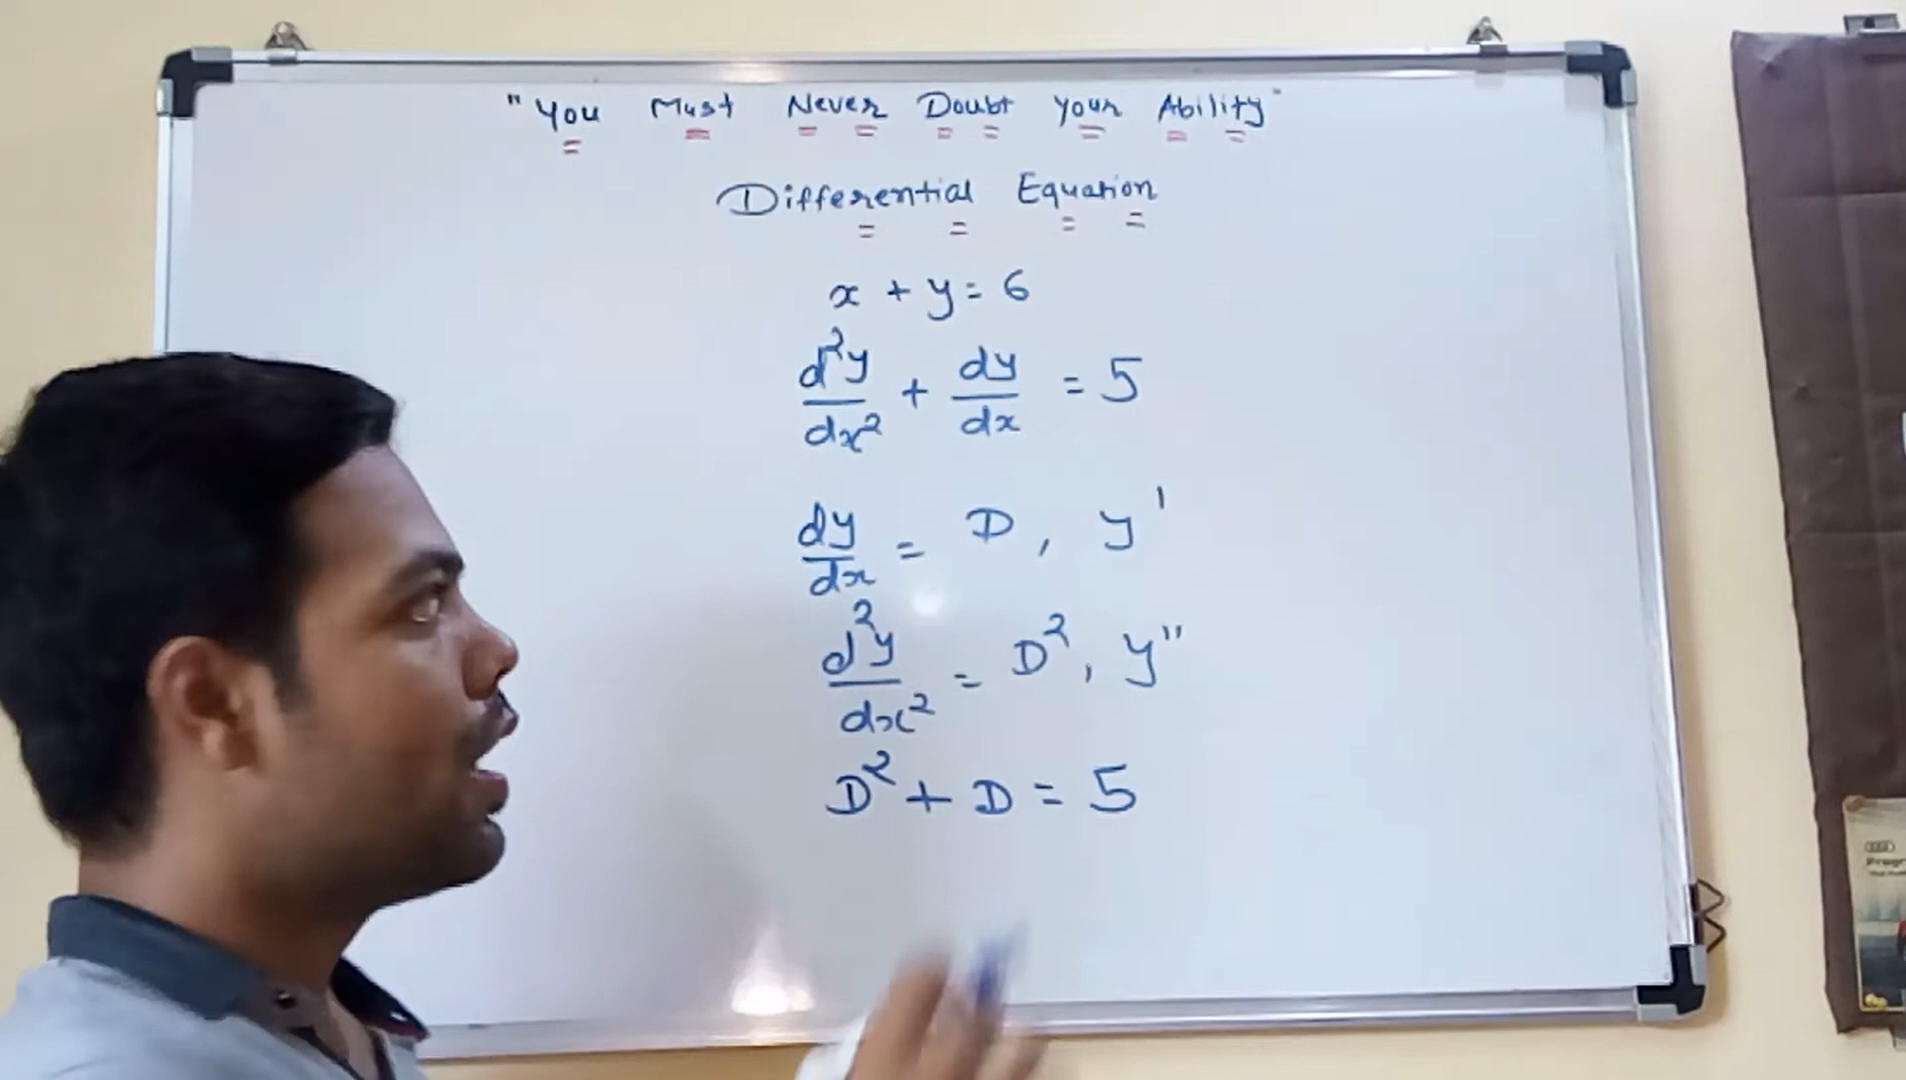 "You Must Never Doubt Your Ability"
Differential Equation
x + y = 6
d²y/dx² + dy/dx = 5
dy/dx = D, y'
d²y/dx² = D², y"
D² + D = 5